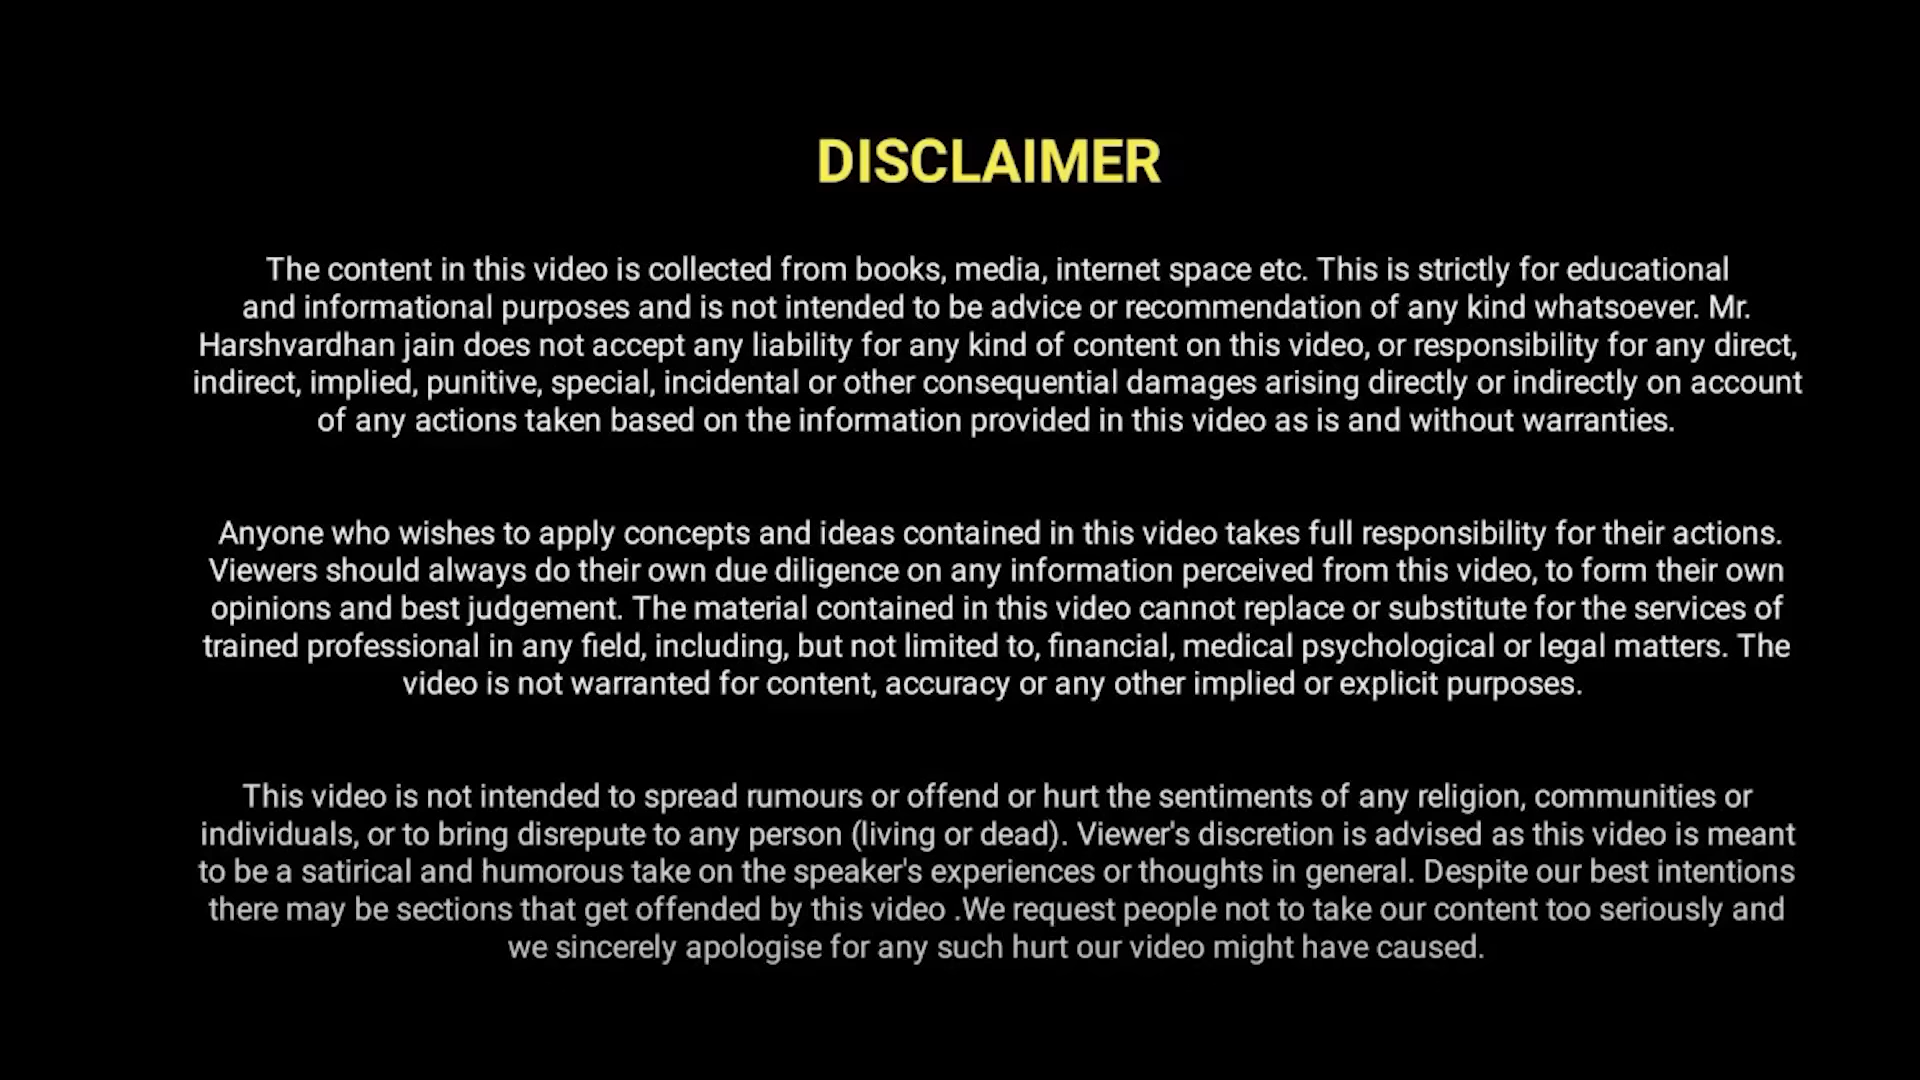 DISCLAIMER
The content in this video is collected from books, media, internet space etc. This is strictly for educational
and informational purposes and is not intended to be advice or recommendation of any kind whatsoever. Mr.
Harshvardhan jain does not accept any liability for any kind of content on this video, or responsibility for any direct,
indirect, implied, punitive, special, incidental or other consequential damages arising directly or indirectly on account
of any actions taken based on the information provided in this video as is and without warranties.
Anyone who wishes to apply concepts and ideas contained in this video takes full responsibility for their actions.
Viewers should always do their own due diligence on any information perceived from this video, to form their own
opinions and best judgement. The material contained in this video cannot replace or substitute for the services of
trained professional in any field, including, but not limited to, financial, medical psychological or legal matters. The
video is not warranted for content, accuracy or any other implied or explicit purposes.
This video is not intended to spread rumours or offend or hurt the sentiments of any religion, communities or
individuals, or to bring disrepute to any person (living or dead). Viewer's discretion is advised as this video is meant
to be a satirical and humorous take on the speaker's experiences or thoughts in general. Despite our best intentions
there may be sections that get offended by this video .We request people not to take our content too seriously and
we sincerely apologise for any such hurt our video might have caused.